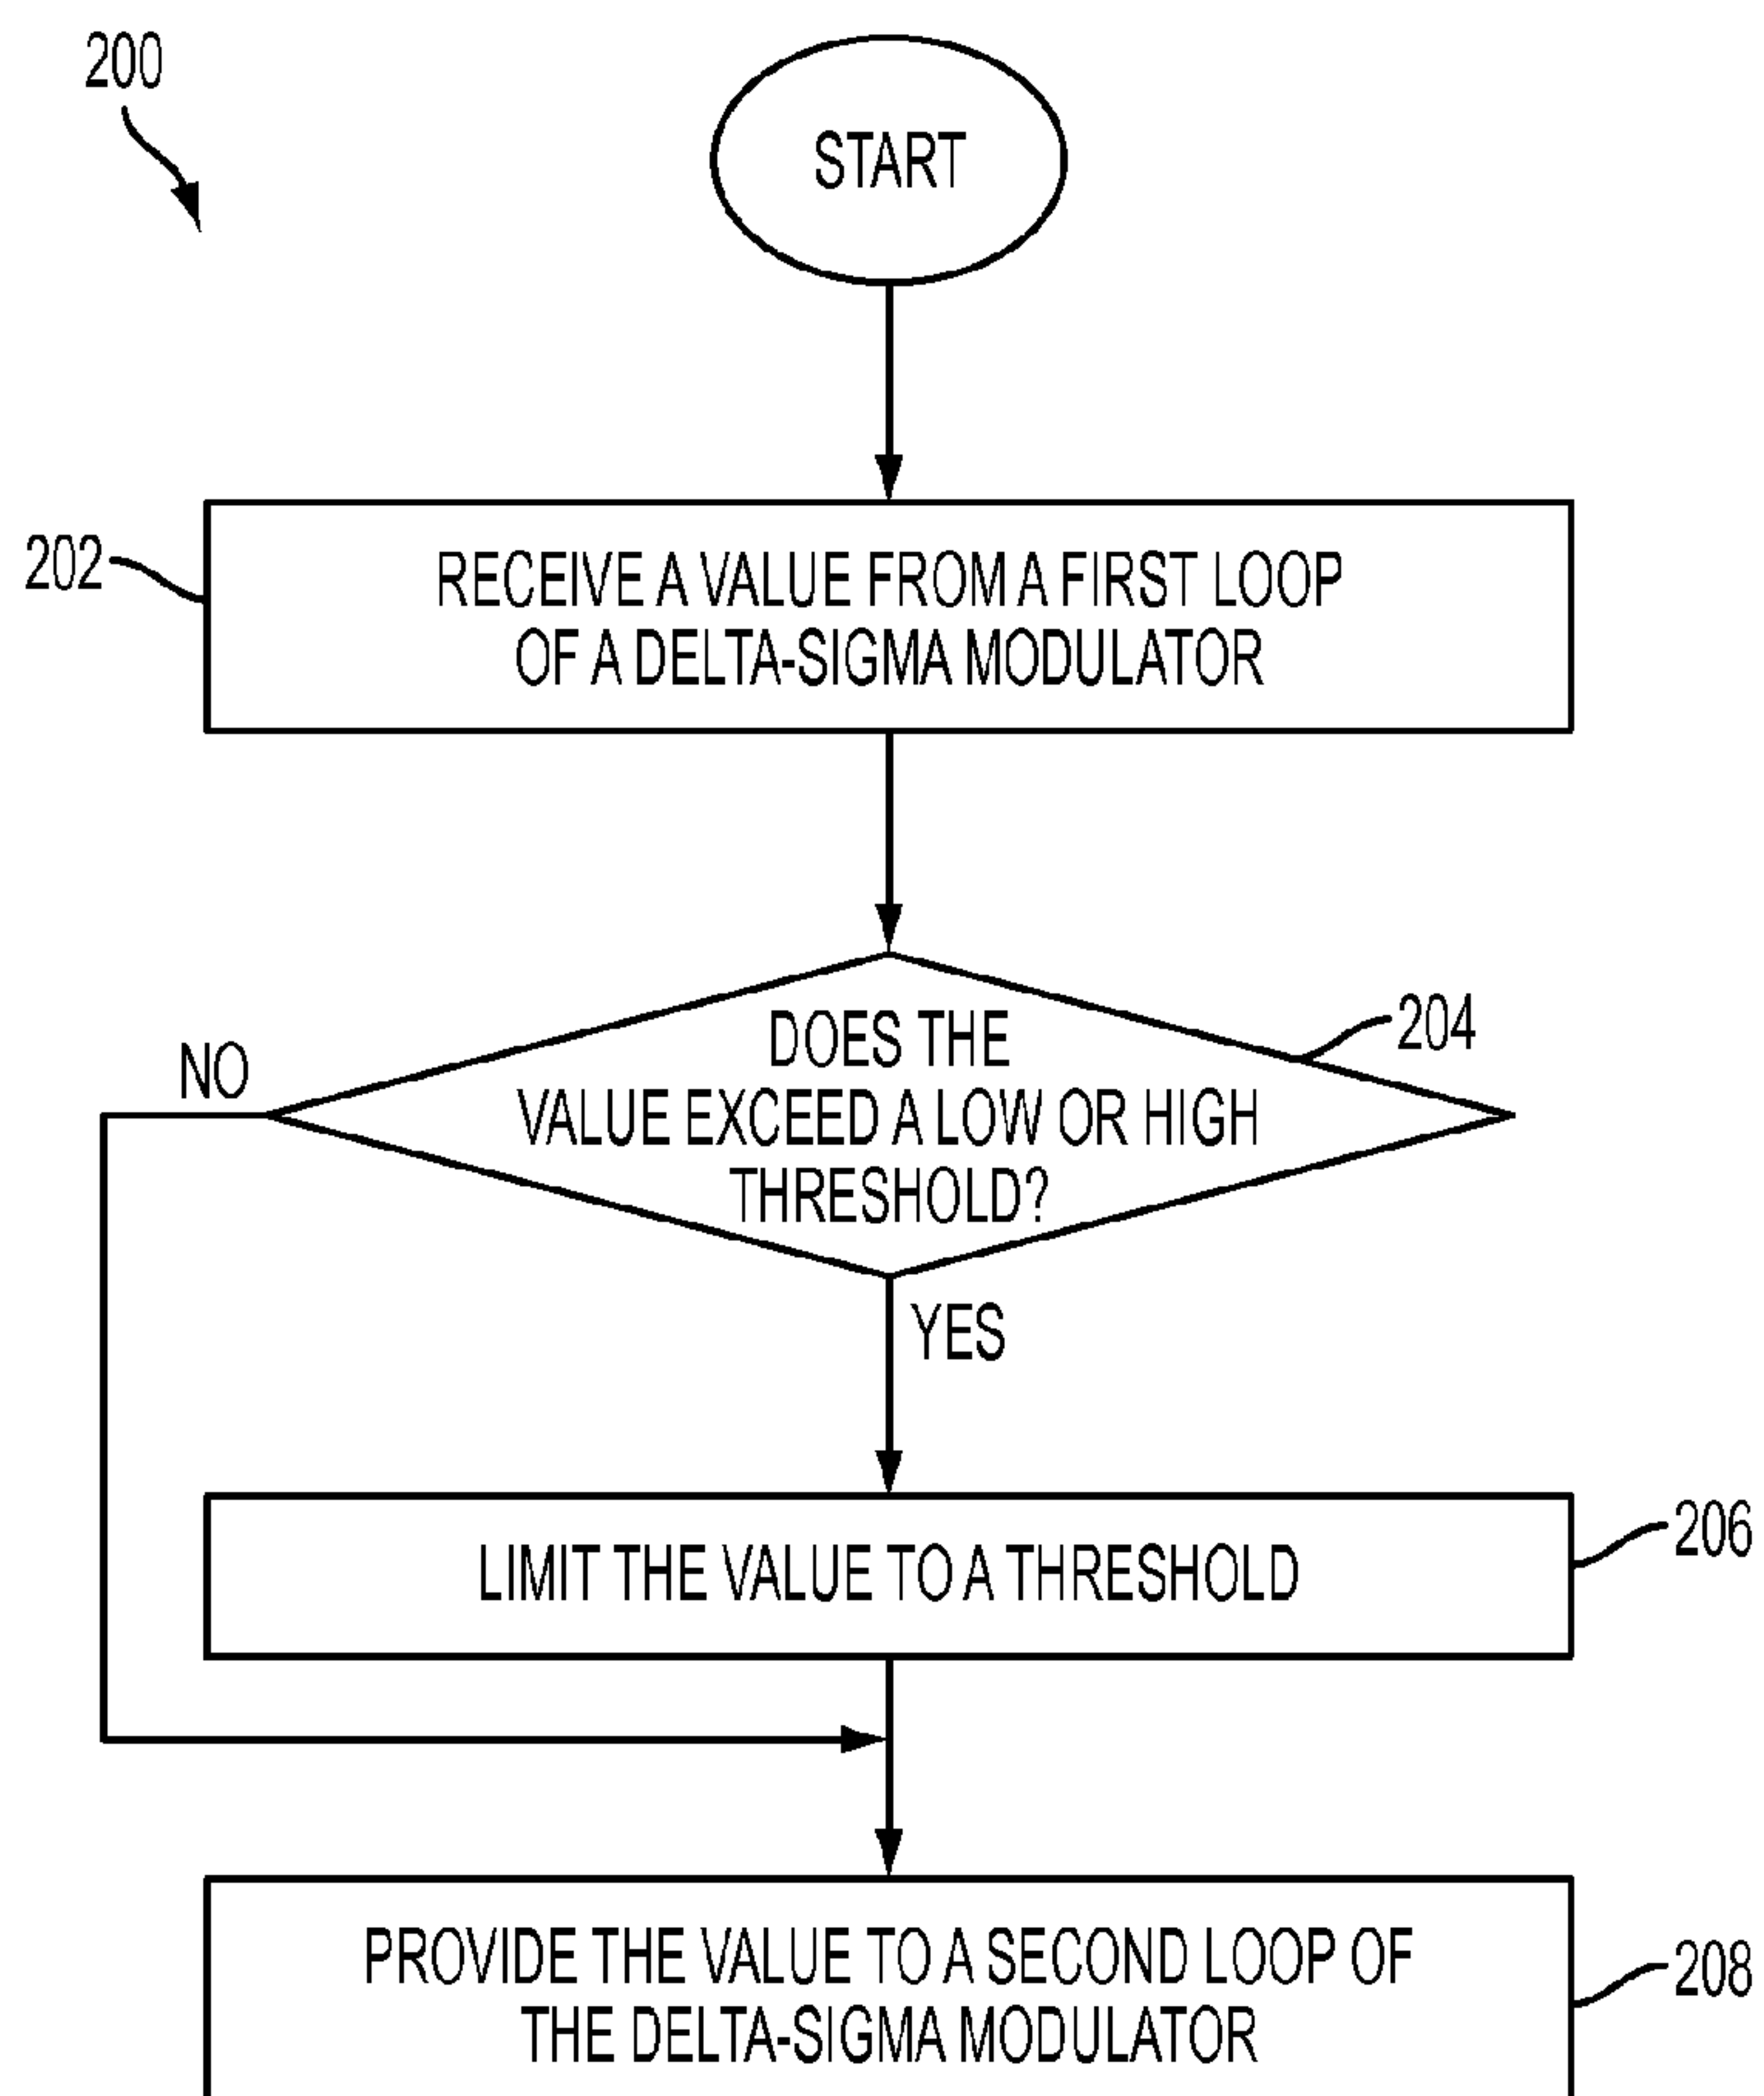 200
START
202
RECEIVE A VALUE FROM A FIRST LOOP
OF A DELTA-SIGMA MODULATOR
204
NO
DOES THE
VALUE EXCEED A LOW OR HIGH
THRESHOLD?
YES
206
LIMIT THE VALUE TO A THRESHOLD
208
PROVIDE THE VALUE TO A SECOND LOOP OF
THE DELTA-SIGMA MODULATOR